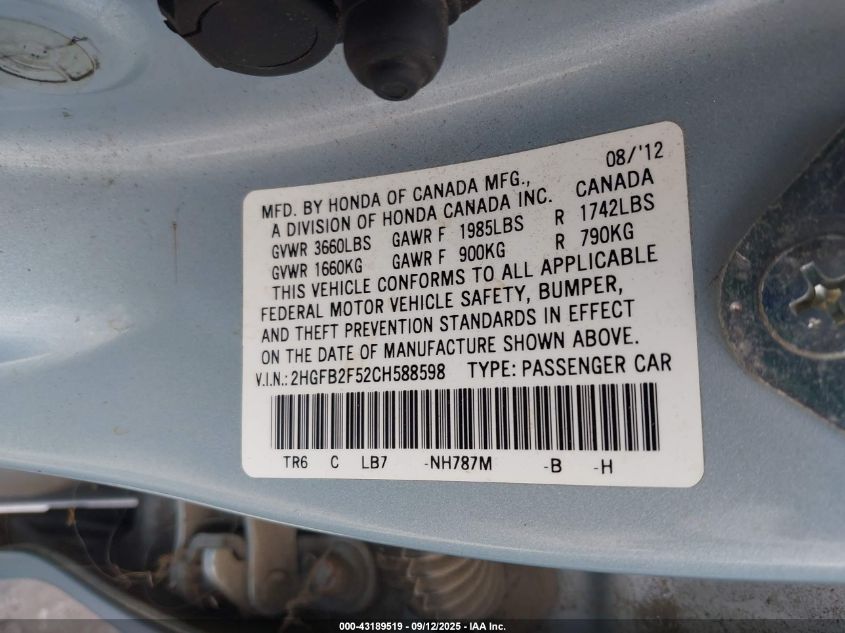 08/'12
MFD. BY HONDA OF CANADA MFG., CANADA
A DIVISION OF HONDA CANADA INC.
GVWR 3660LBS GAWR F 1985LBS R 1742LBS
GVWR 1660KG GAWR F 900KG R 790KG
THIS VEHICLE CONFORMS TO ALL APPLICABLE
FEDERAL MOTOR VEHICLE SAFETY, BUMPER,
AND THEFT PREVENTION STANDARDS IN EFFECT
ON THE DATE OF MANUFACTURE SHOWN ABOVE.
V.I.N.: 2HGFB2F52CH588598 TYPE: PASSENGER CAR
TR6 C LB7 -NH787M -B -H
000-43189519 - 09/12/2025 - IAA Inc.